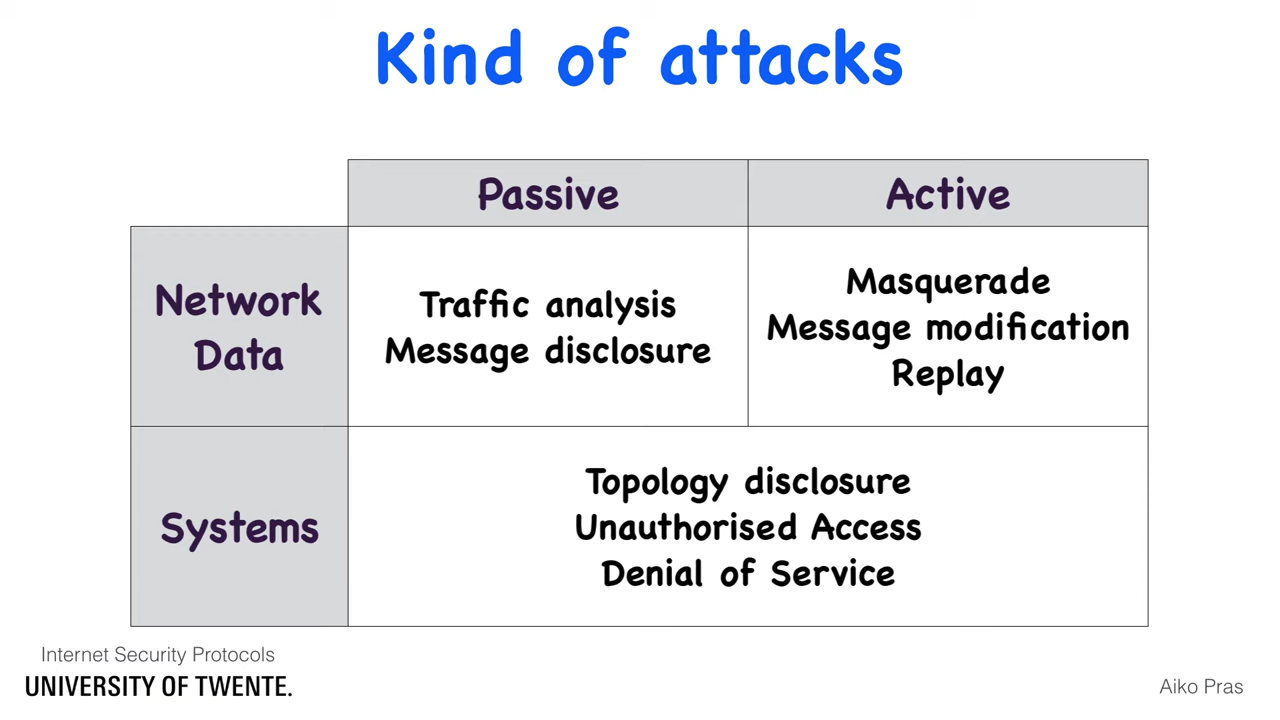 Kind of attacks
Passive
Active
Network
Data
Traffic analysis
Message disclosure
Masquerade
Message modification
Replay
Systems
Topology disclosure
Unauthorised Access
Denial of Service
Internet Security Protocols
UNIVERSITY OF TWENTE.
Aiko Pras